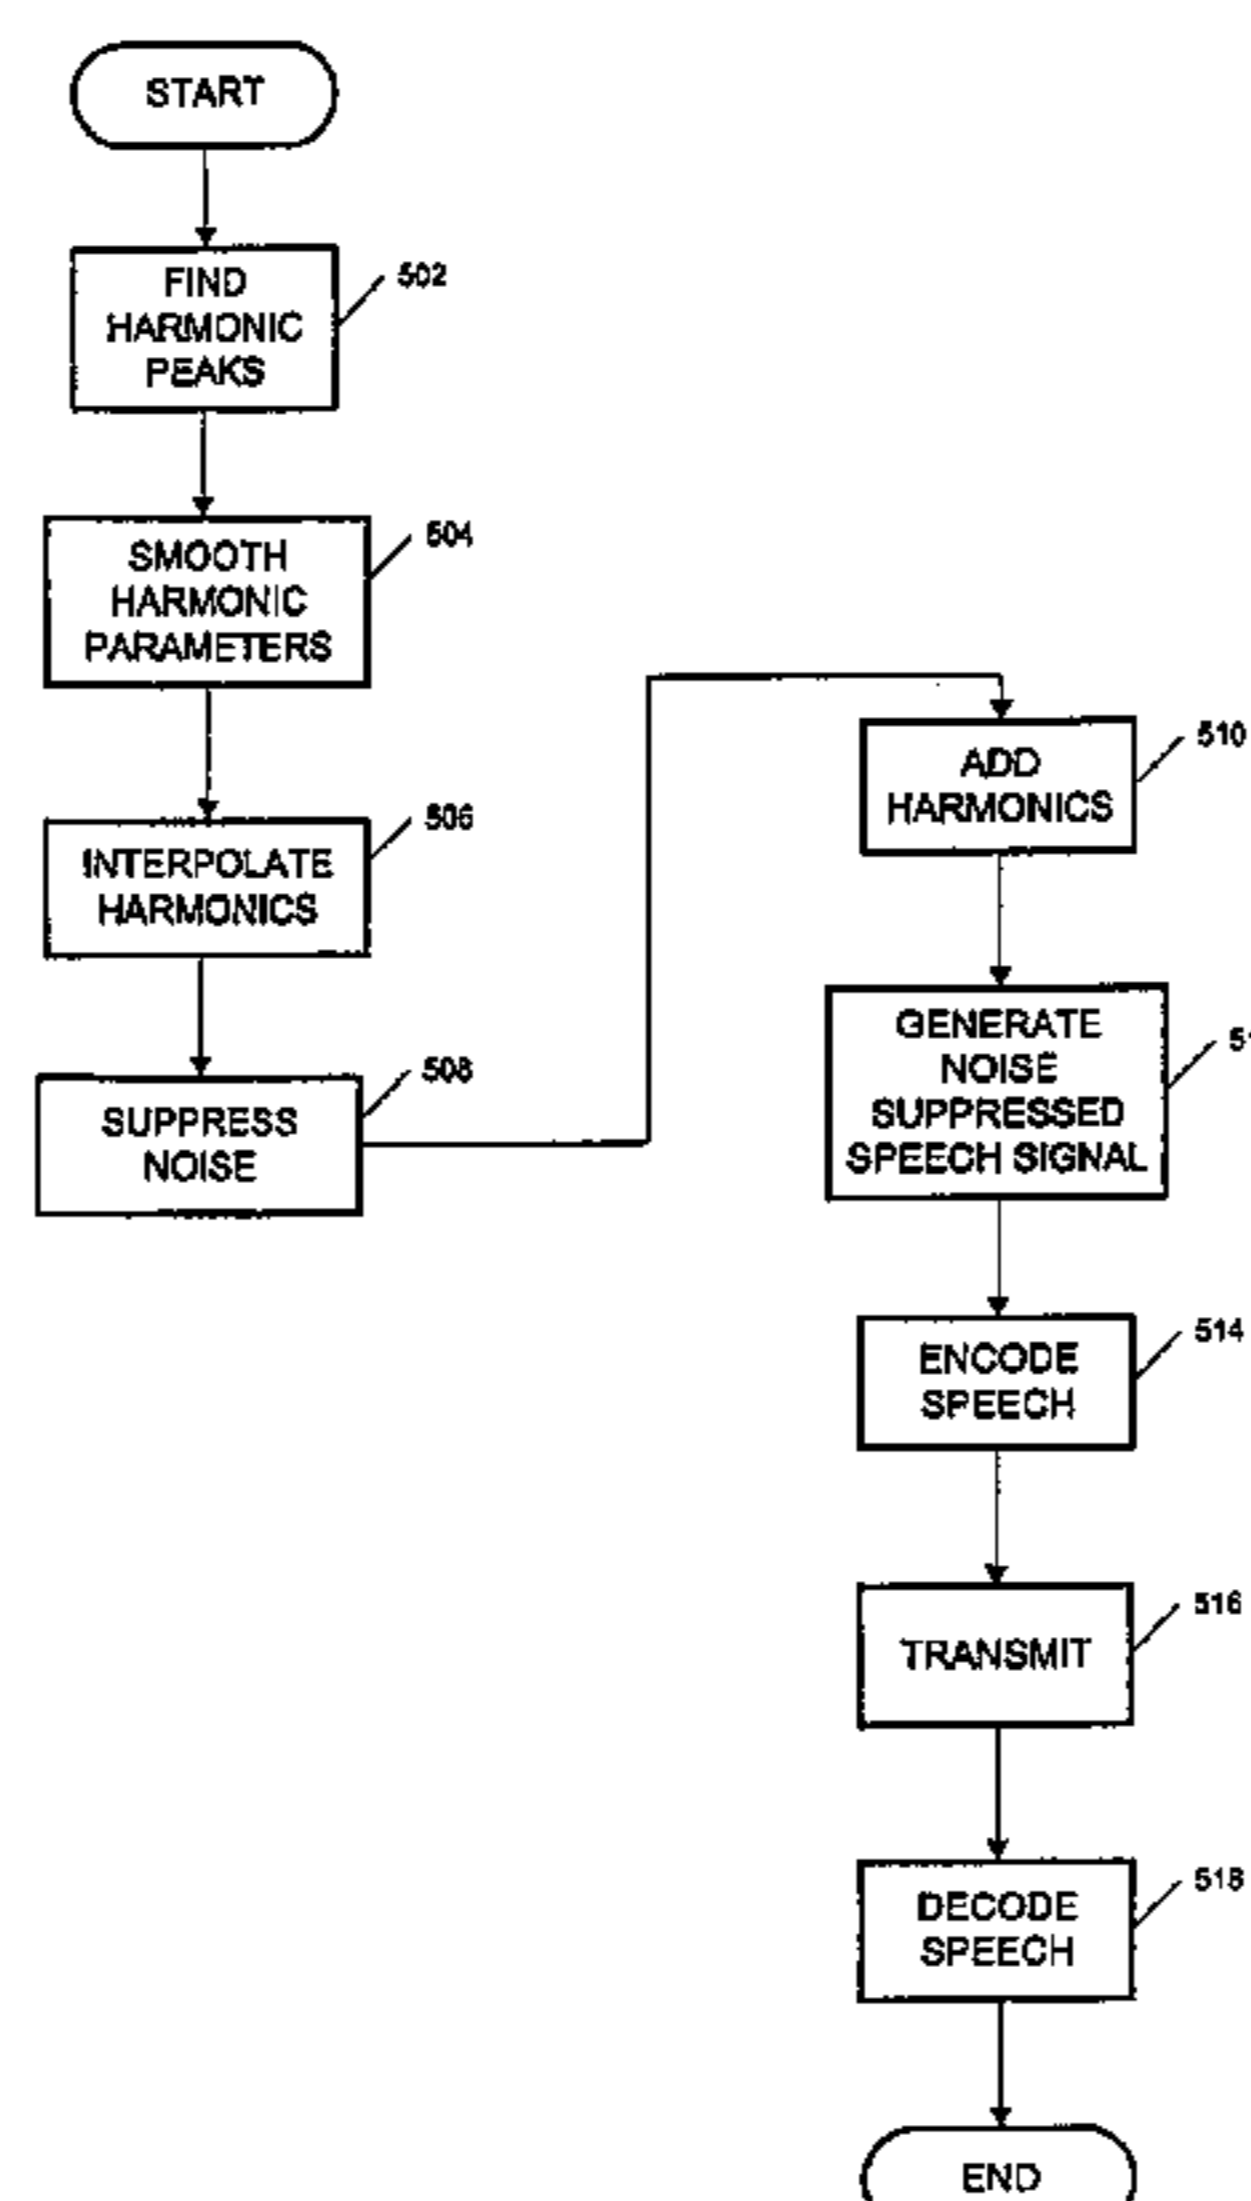 START
FIND
HARMONIC
PEAKS
502
SMOOTH
HARMONIC
PARAMETERS
504
INTERPOLATE
HARMONICS
506
SUPPRESS
NOISE
508
ADD
HARMONICS
510
GENERATE
NOISE
SUPPRESSED
SPEECH SIGNAL
ENCODE
SPEECH
514
TRANSMIT
516
DECODE
SPEECH
518
END